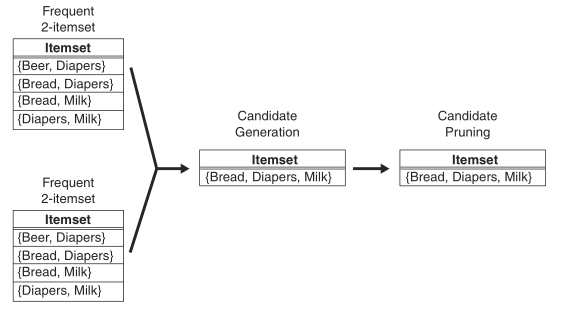 Frequent
2-itemset
Itemset
{Beer, Diapers}
{Bread, Diapers}
{Bread, Milk}
{Diapers, Milk}
Candidate
Generation
Itemset
{Bread, Diapers, Milk}
Candidate
Pruning
Itemset
{Bread, Diapers, Milk}
Frequent
2-itemset
Itemset
{Beer, Diapers}
{Bread, Diapers}
{Bread, Milk}
{Diapers, Milk}